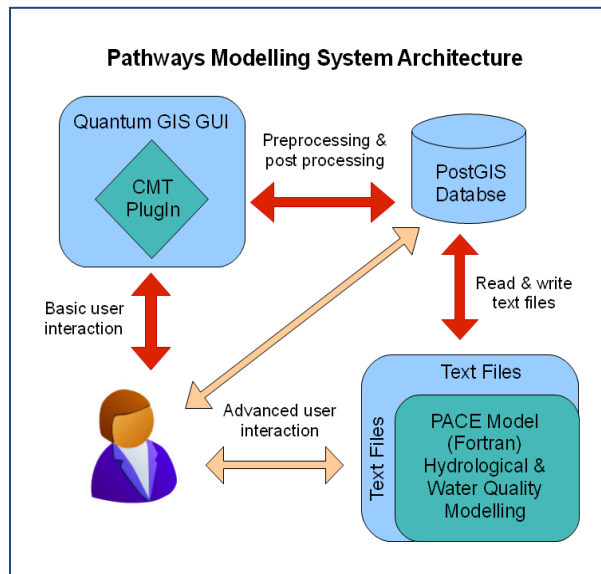 Pathways Modelling System Architecture
Quantum GIS GUI
CMT
PlugIn
Preprocessing &
post processing
PostGIS
Databse
Basic user
interaction
Read & write
text files
Advanced user
interaction
Text Files
Text Files
PACE Model
(Fortran)
Hydrological &
Water Quality
Modelling